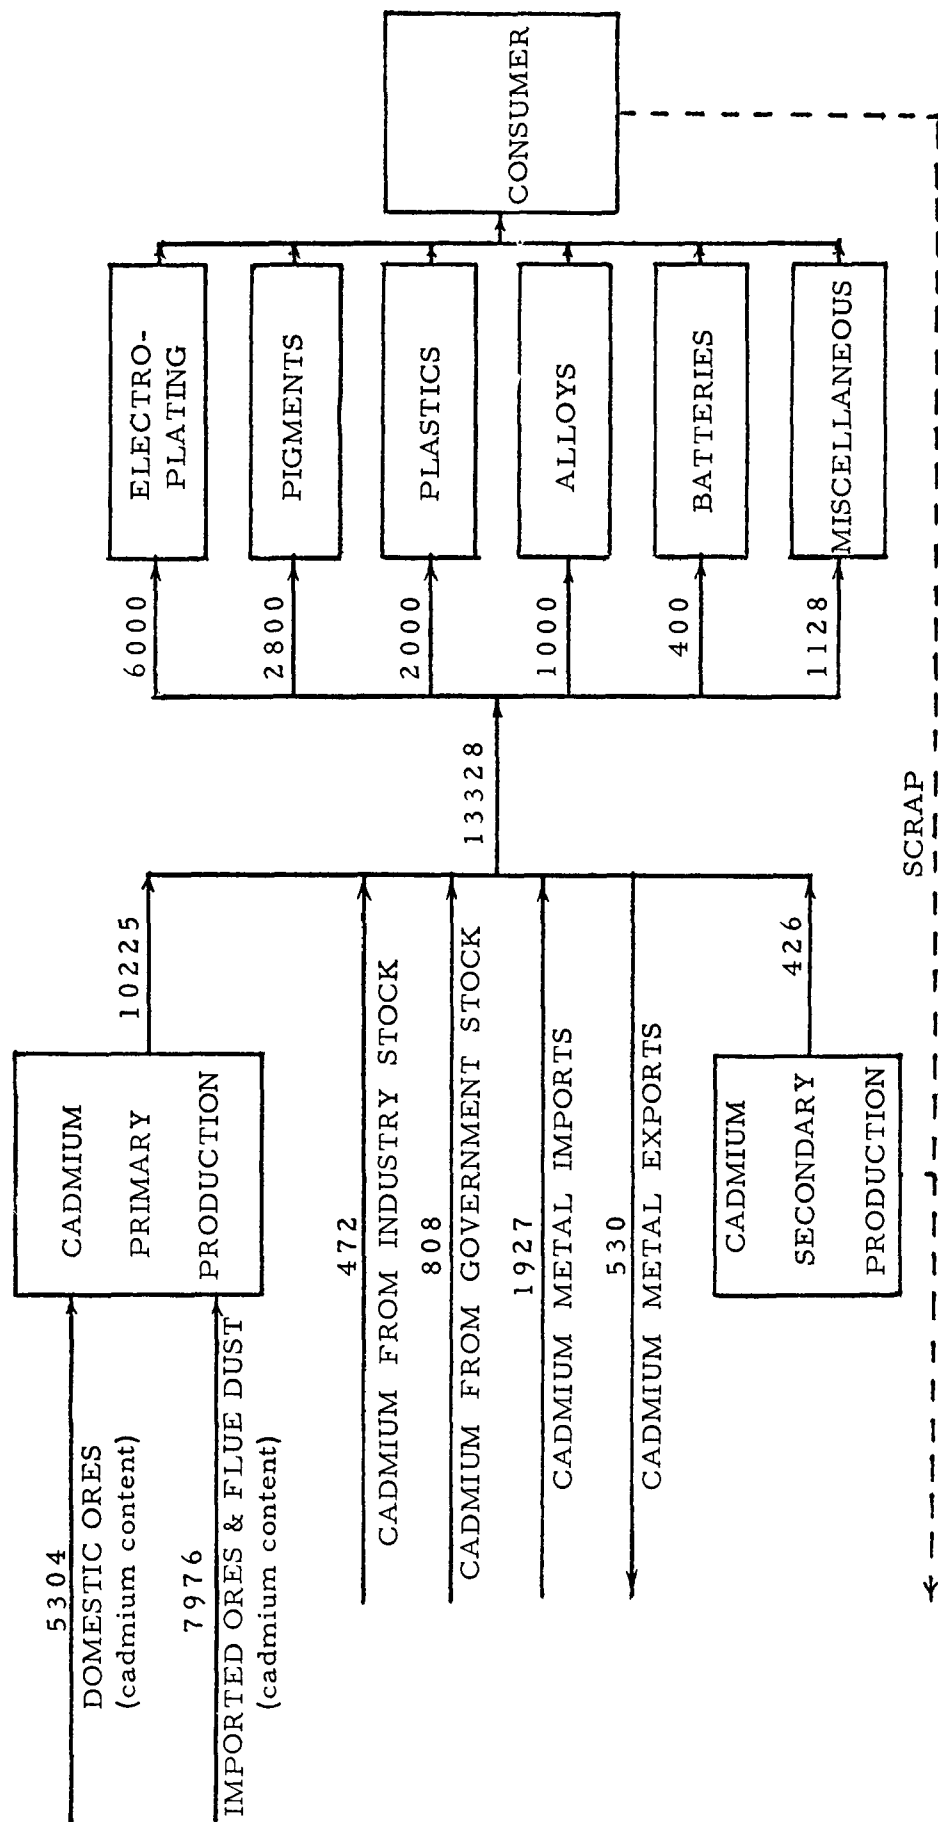 5304
DOMESTIC ORES
(cadmium content)
7976
IMPORTED ORES & FLUE DUST
(cadmium content)
CADMIUM
PRIMARY
PRODUCTION
10225
472
CADMIUM FROM INDUSTRY STOCK
808
CADMIUM FROM GOVERNMENT STOCK
1927
CADMIUM METAL IMPORTS
530
CADMIUM METAL EXPORTS
CADMIUM
SECONDARY
PRODUCTION
426
13328
6000
ELECTRO-
PLATING
2800
PIGMENTS
2000
PLASTICS
1000
ALLOYS
400
BATTERIES
1128
MISCELLANEOUS
CONSUMER
SCRAP